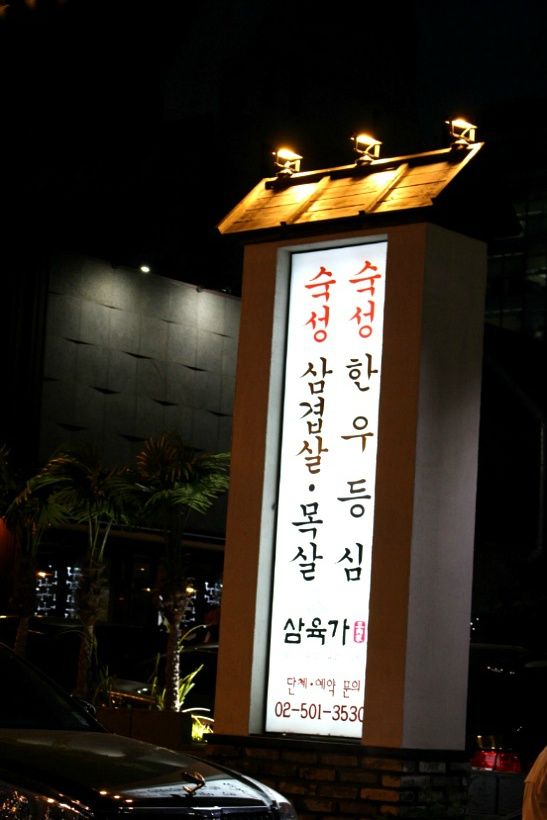 숙성 한우등심
숙성 삼겹살·목살
삼육가
단체·예약 문의
02-501-3530